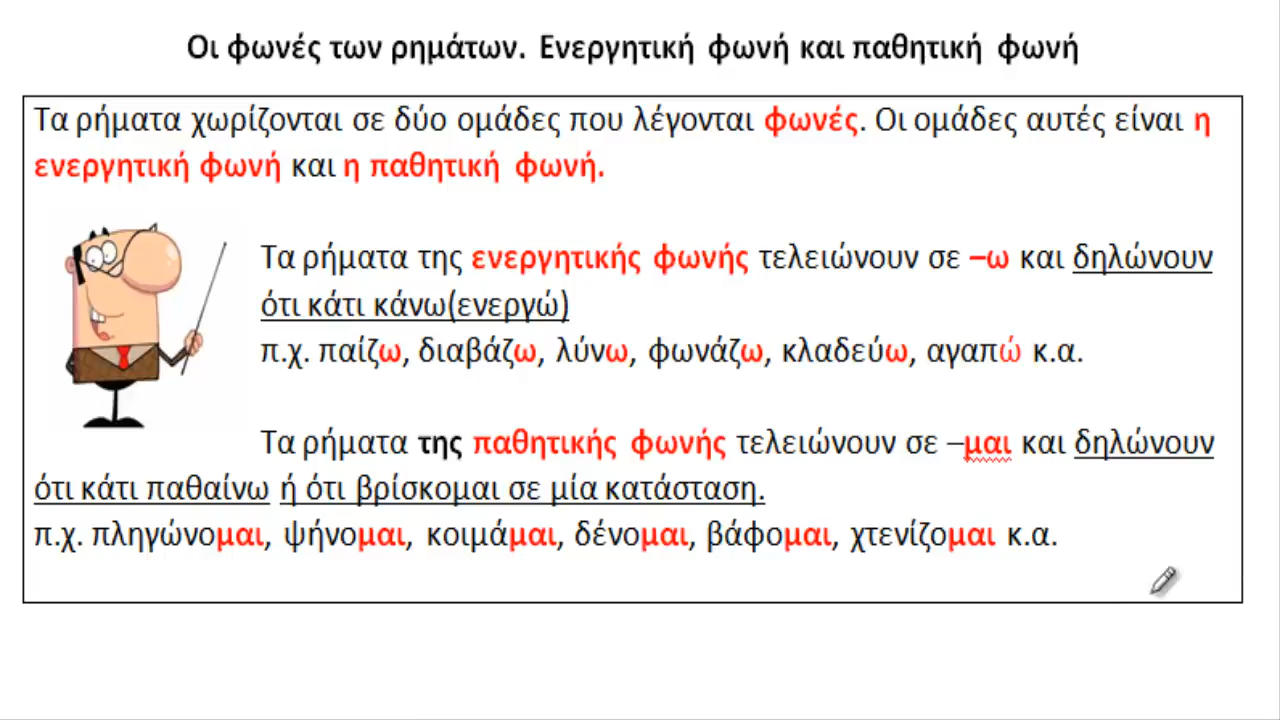 Οι φωνές των ρημάτων. Ενεργητική φωνή και παθητική φωνή
Τα ρήματα χωρίζονται σε δύο ομάδες που λέγονται φωνές. Οι ομάδες αυτές είναι η
ενεργητική φωνή και η παθητική φωνή.
Τα ρήματα της ενεργητικής φωνής τελειώνουν σε –ω και δηλώνουν
ότι κάτι κάνω(ενεργώ)
π.χ. παίζω, διαβάζω, λύνω, φωνάζω, κλαδεύω, αγαπώ κ.α.
Τα ρήματα της παθητικής φωνής τελειώνουν σε –μαι και δηλώνουν
ότι κάτι παθαίνω ή ότι βρίσκομαι σε μία κατάσταση.
π.χ. πληγώνομαι, ψήνομαι, κοιμάμαι, δένομαι, βάφομαι, χτενίζομαι κ.α.